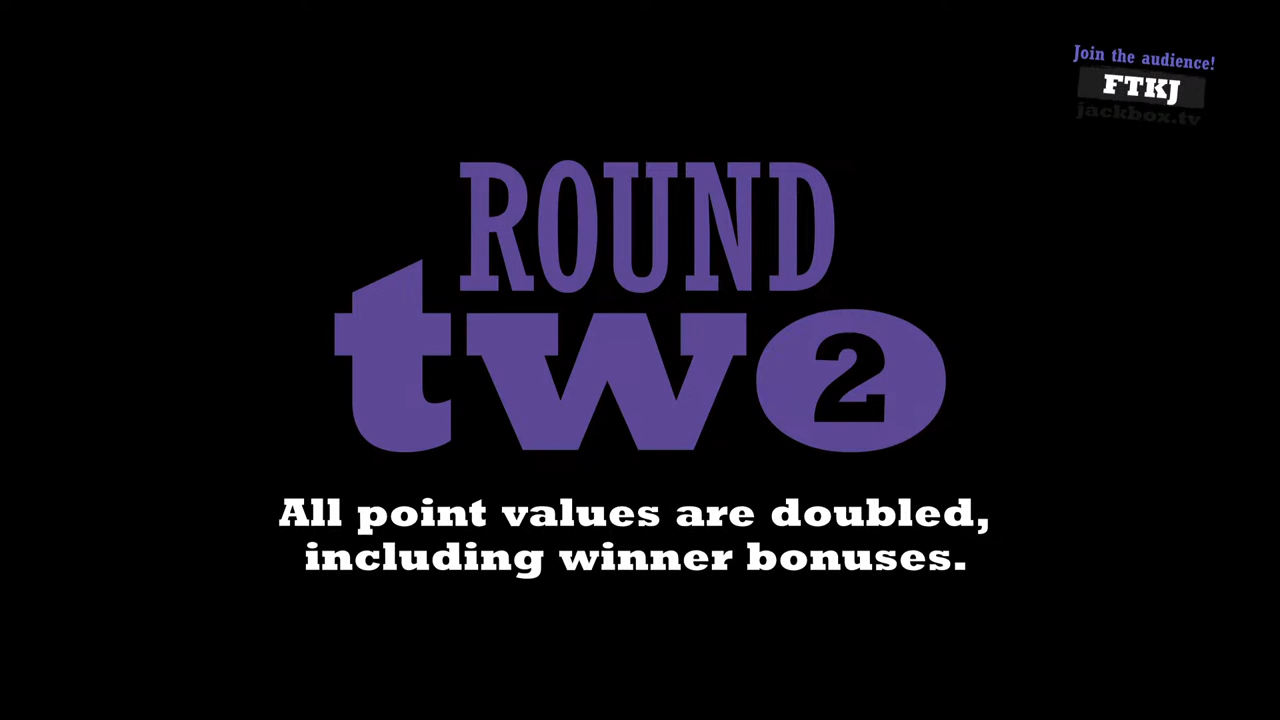 Join the audience!
FTKJ
jackbox.tv
ROUND
two
2
All point values are doubled,
including winner bonuses.